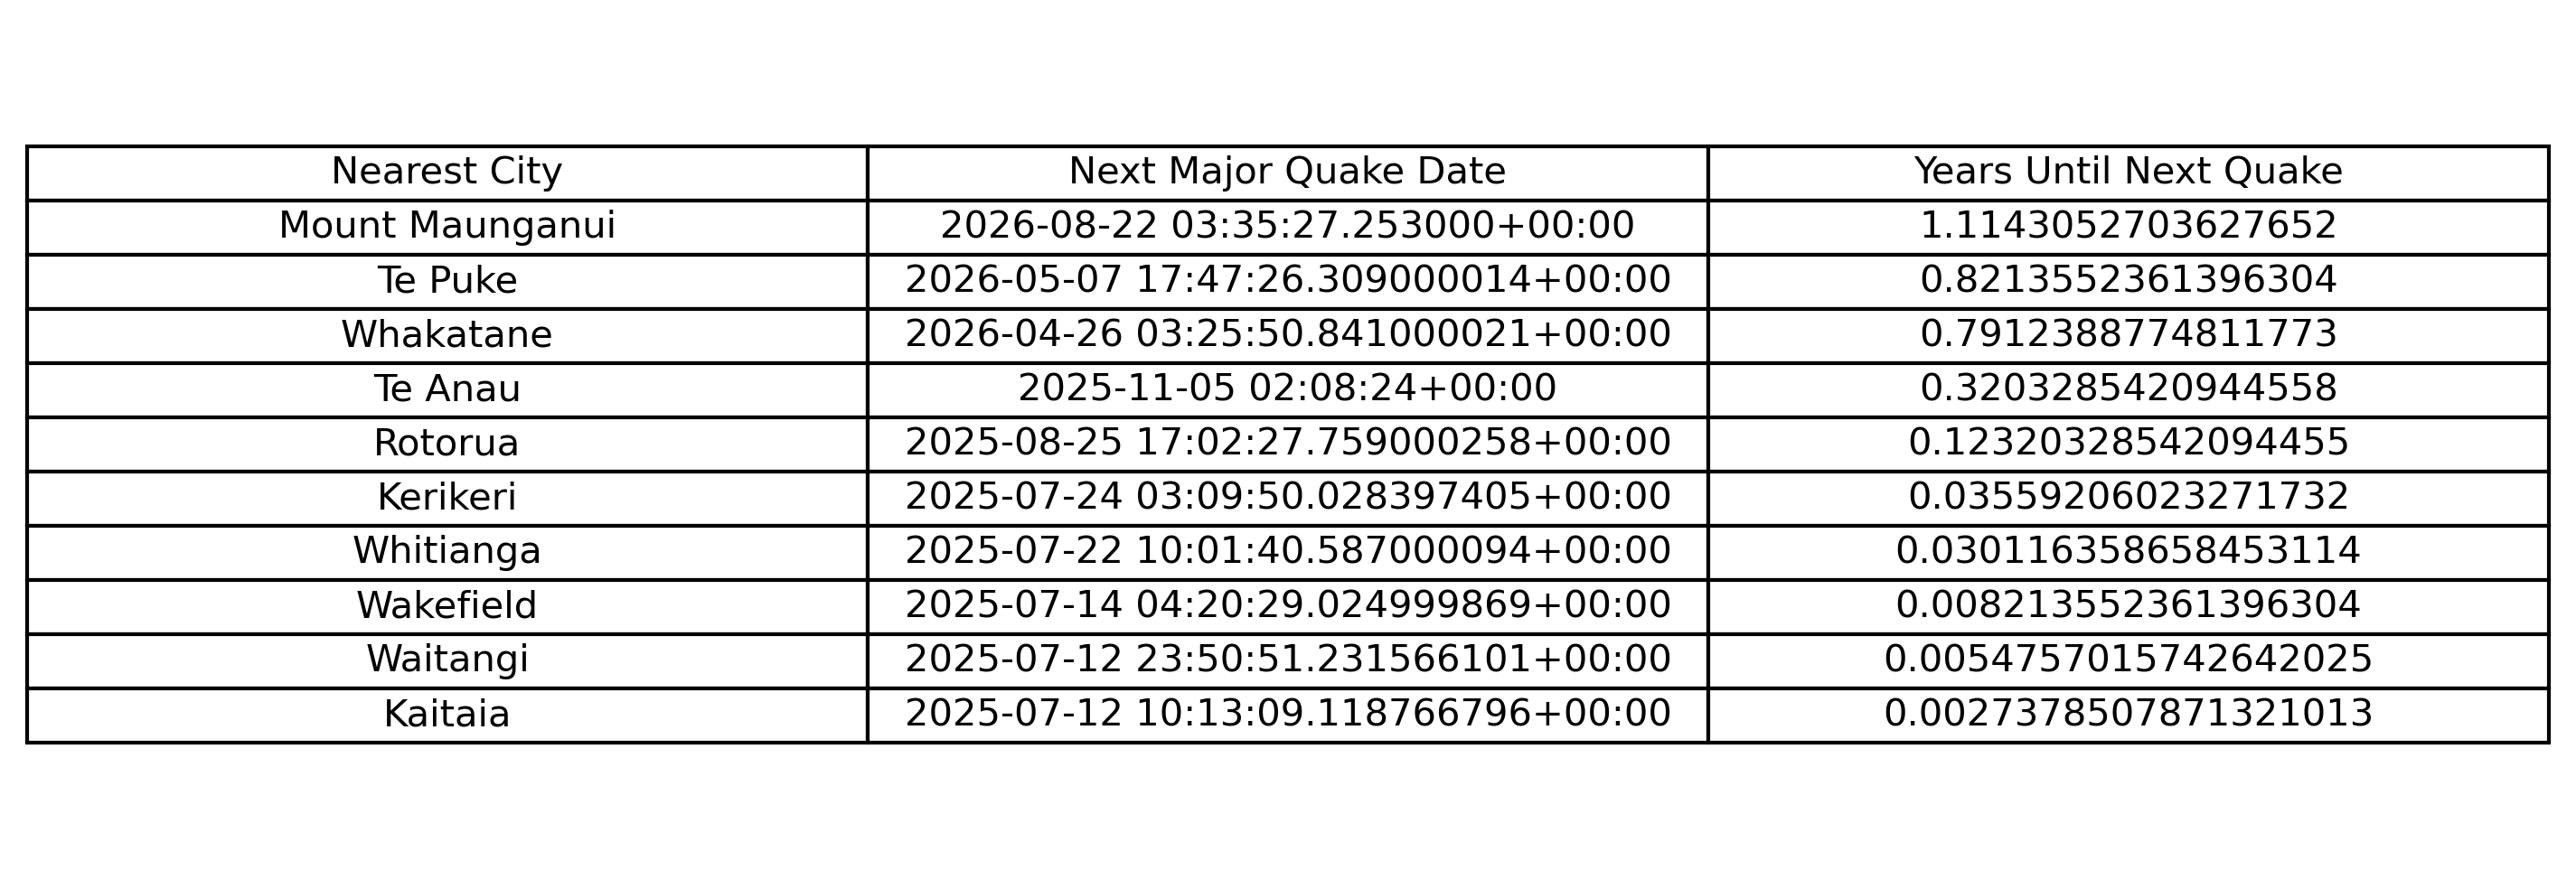 Nearest City Next Major Quake Date Years Until Next Quake
Mount Maunganui 2026-08-22 03:35:27.253000+00:00 1.1143052703627652
Te Puke 2026-05-07 17:47:26.309000014+00:00 0.8213552361396304
Whakatane 2026-04-26 03:25:50.841000021+00:00 0.7912388774811773
Te Anau 2025-11-05 02:08:24+00:00 0.3203285420944558
Rotorua 2025-08-25 17:02:27.759000258+00:00 0.12320328542094455
Kerikeri 2025-07-24 03:09:50.028397405+00:00 0.03559206023271732
Whitianga 2025-07-22 10:01:40.587000094+00:00 0.030116358658453114
Wakefield 2025-07-14 04:20:29.024999869+00:00 0.008213552361396304
Waitangi 2025-07-12 23:50:51.231566101+00:00 0.0054757015742642025
Kaitaia 2025-07-12 10:13:09.118766796+00:00 0.0027378507871321013